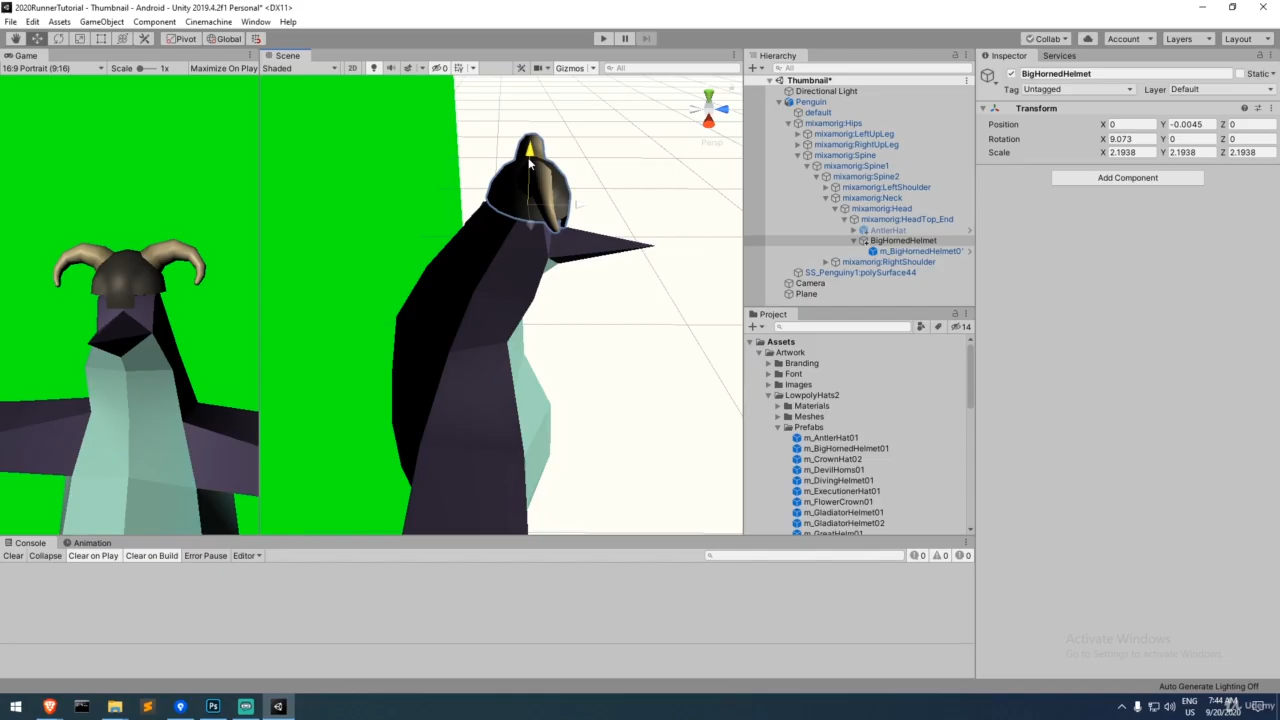 2020RunnerTutorial - Thumbnail - Android - Unity 2019.4.2f1 Personal* <DX11>
File Edit Assets GameObject Component Cinemachine Window Help
Pivot Global Collab Account Layers Layout
Game Scene Hierarchy Inspector Services
16:9 Portrait (9:16) Scale 1x Maximize On Play Shaded 2D 0 Gizmos All
All
BigHornedHelmet Static
Tag Untagged Layer Default
Transform
Position X 0 Y -0.0045 Z 0
Rotation X 9.073 Y 0 Z 0
Scale X 2.1938 Y 2.1938 Z 2.1938
Add Component
Persp
Thumbnail*
Directional Light
Penguin
default
mixamorig:Hips
mixamorig:LeftUpLeg
mixamorig:RightUpLeg
mixamorig:Spine
mixamorig:Spine1
mixamorig:Spine2
mixamorig:LeftShoulder
mixamorig:Neck
mixamorig:Head
mixamorig:HeadTop_End
AntlerHat
BigHornedHelmet
m_BigHornedHelmet0
mixamorig:RightShoulder
SS_Penguiny1:polySurface44
Camera
Plane
Project
14
Assets
Artwork
Branding
Font
Images
LowpolyHats2
Materials
Meshes
Prefabs
m_AntlerHat01
m_BigHornedHelmet01
m_CrownHat02
m_DevilHorns01
m_DivingHelmet01
m_ExecutionerHat01
m_FlowerCrown01
m_GladiatorHelmet01
m_GladiatorHelmet02
m_GreatHelm01
Console Animation
Clear Collapse Clear on Play Clear on Build Error Pause Editor 0 0 0
Activate Windows
Go to Settings to activate Windows.
Auto Generate Lighting Off
ENG
US
7:44 AM
9/20/2020
Udemy